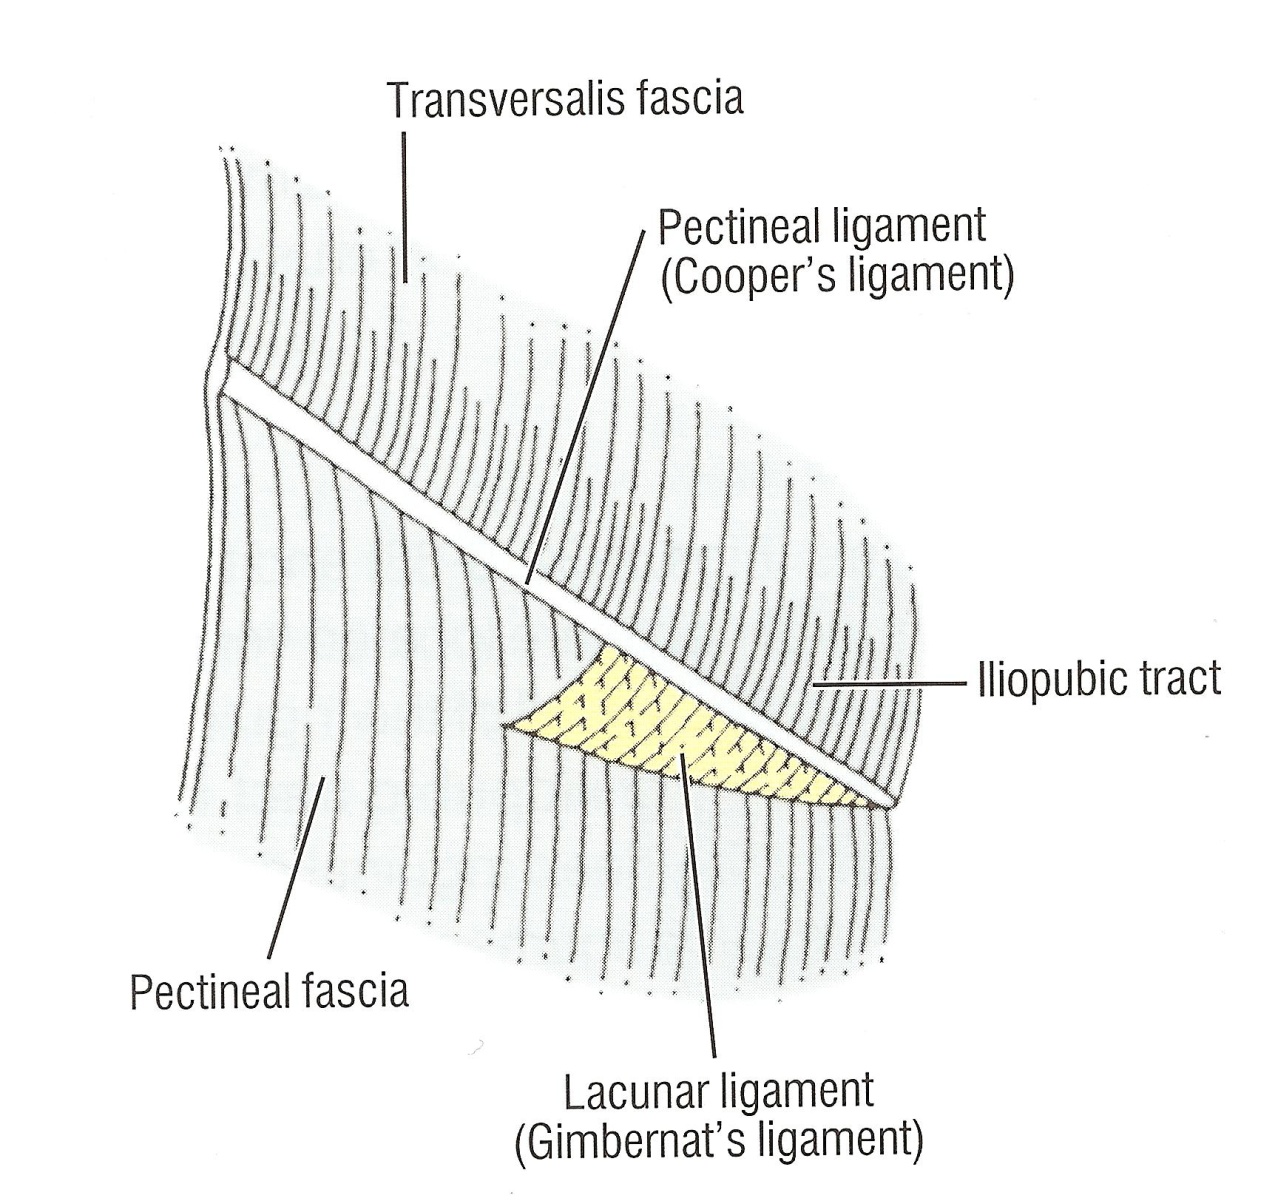 Transversalis fascia
Pectineal ligament
(Cooper's ligament)
Iliopubic tract
Pectineal fascia
Lacunar ligament
(Gimbernat's ligament)